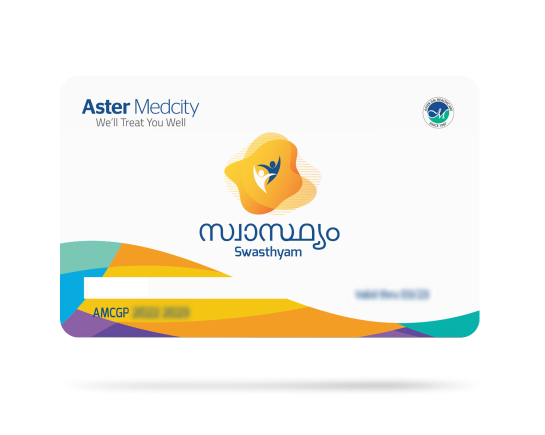 Aster Medcity
We'll Treat You Well
സ്വാസ്ഥ്യം
Swasthyam
AMCGP